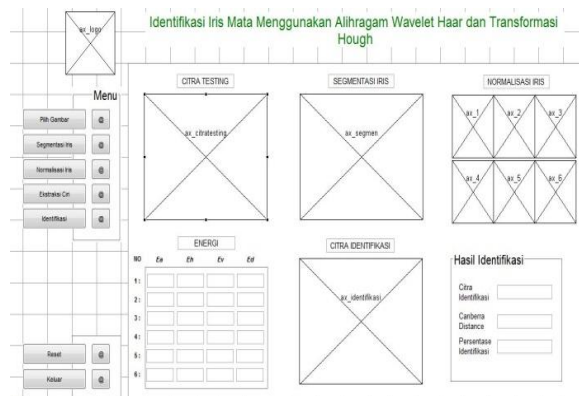 Identifikasi Iris Mata Menggunakan Alihragam Wavelet Haar dan Transformasi
Hough
ax_logo
Menu
Pilih Gambar @
Segmentasi Iris @
Normalisasi Iris @
Ekstraksi Ciri @
Identifikasi @
Reset @
Keluar @
CITRA TESTING
ax_citratesting
SEGMENTASI IRIS
ax_segmen
NORMALISASI IRIS
ax_1 ax_2 ax_3
ax_4 ax_5 ax_6
ENERGI
NO Ea Eh Ev Ed
1 :
2 :
3 :
4 :
5 :
6 :
CITRA IDENTIFIKASI
ax_identifikasi
Hasil Identifikasi
Citra
Identifikasi
Canberra
Distance
Persentase
Identifikasi